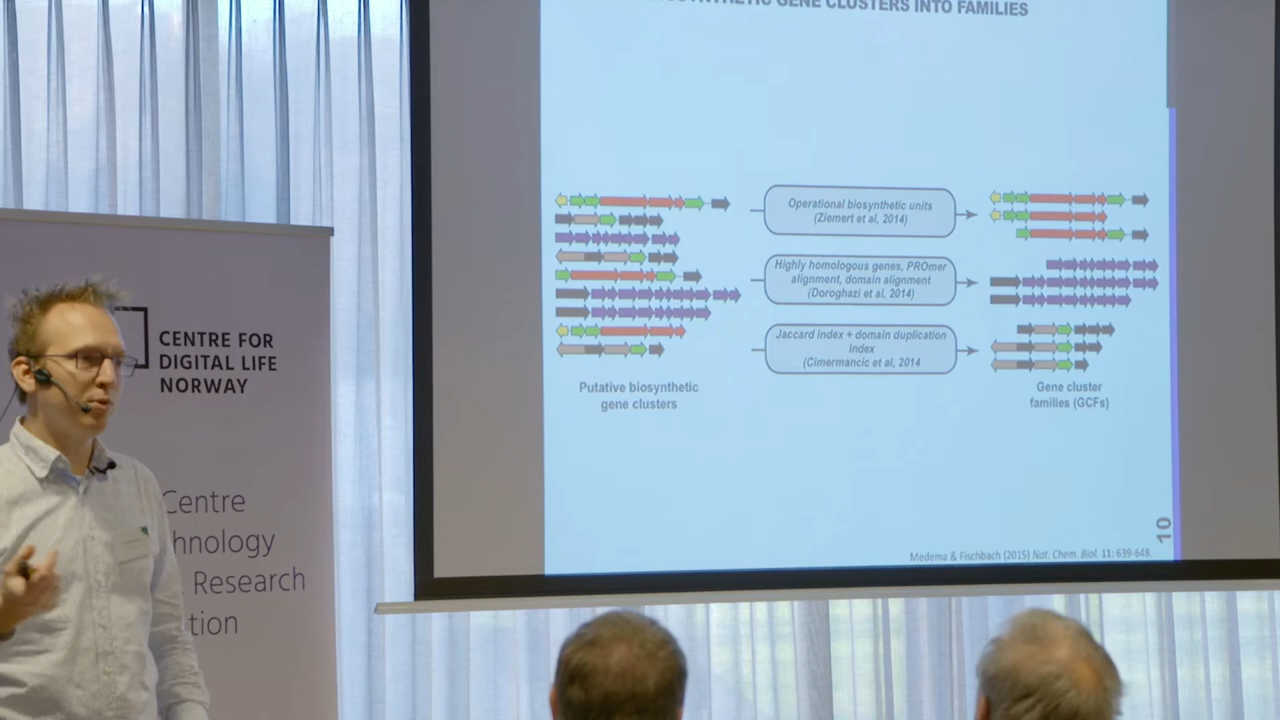 SYNTHETIC GENE CLUSTERS INTO FAMILIES
Operational biosynthetic units
(Ziemert et al, 2014)
Highly homologous genes, PROmer
alignment, domain alignment
(Doroghazi et al, 2014)
Jaccard index + domain duplication
index
(Cimermancic et al, 2014
Putative biosynthetic
gene clusters
Gene cluster
families (GCFs)
10
Medema & Fischbach (2015) Nat. Chem. Biol. 11: 639-648.
CENTRE FOR
DIGITAL LIFE
NORWAY
Centre
hnology
Research
tion